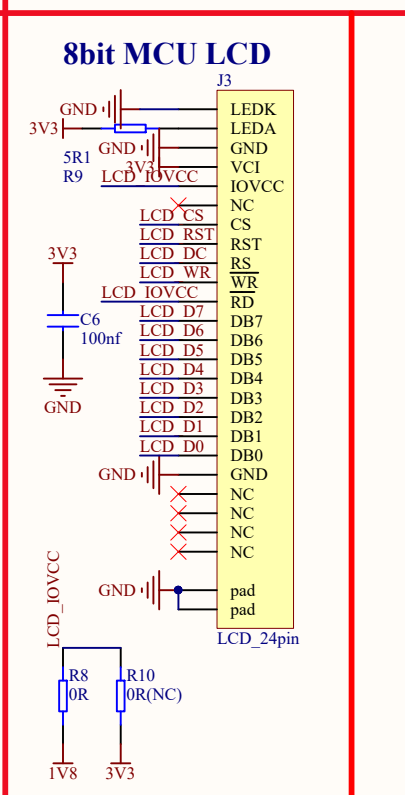 8bit MCU LCD
J3
GND
LEDK
3V3
LEDA
5R1
R9
GND
GND
3V3
VCI
LCD_IOVCC
IOVCC
NC
LCD_CS
CS
LCD_RST
RST
LCD_DC
RS
LCD_WR
WR
LCD_IOVCC
RD
LCD_D7
DB7
LCD_D6
DB6
LCD_D5
DB5
LCD_D4
DB4
LCD_D3
DB3
LCD_D2
DB2
LCD_D1
DB1
LCD_D0
DB0
GND
GND
NC
NC
NC
NC
GND
pad
pad
LCD_24pin
3V3
C6
100nf
GND
LCD_IOVCC
R8
0R
R10
0R(NC)
1V8
3V3